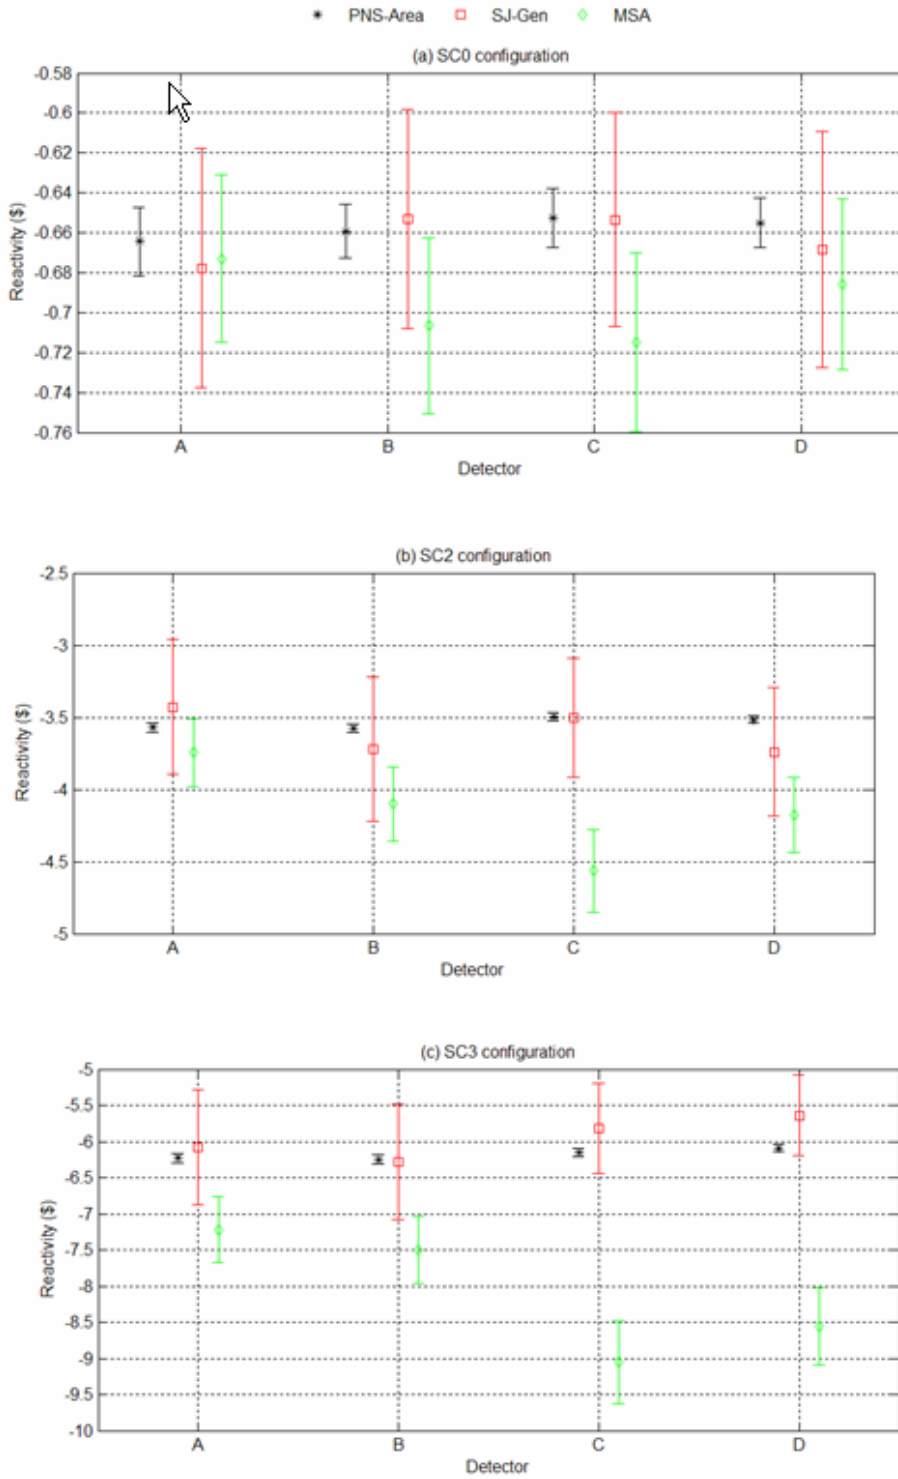 PNS-Area SJ-Gen MSA
(a) SC0 configuration
-0.58
-0.6
-0.62
-0.64
-0.66
-0.68
-0.7
-0.72
-0.74
-0.76
Reactivity ($)
A B C D
Detector
(b) SC2 configuration
-2.5
-3
-3.5
-4
-4.5
-5
Reactivity ($)
A B C D
Detector
(c) SC3 configuration
-5
-5.5
-6
-6.5
-7
-7.5
-8
-8.5
-9
-9.5
-10
Reactivity ($)
A B C D
Detector